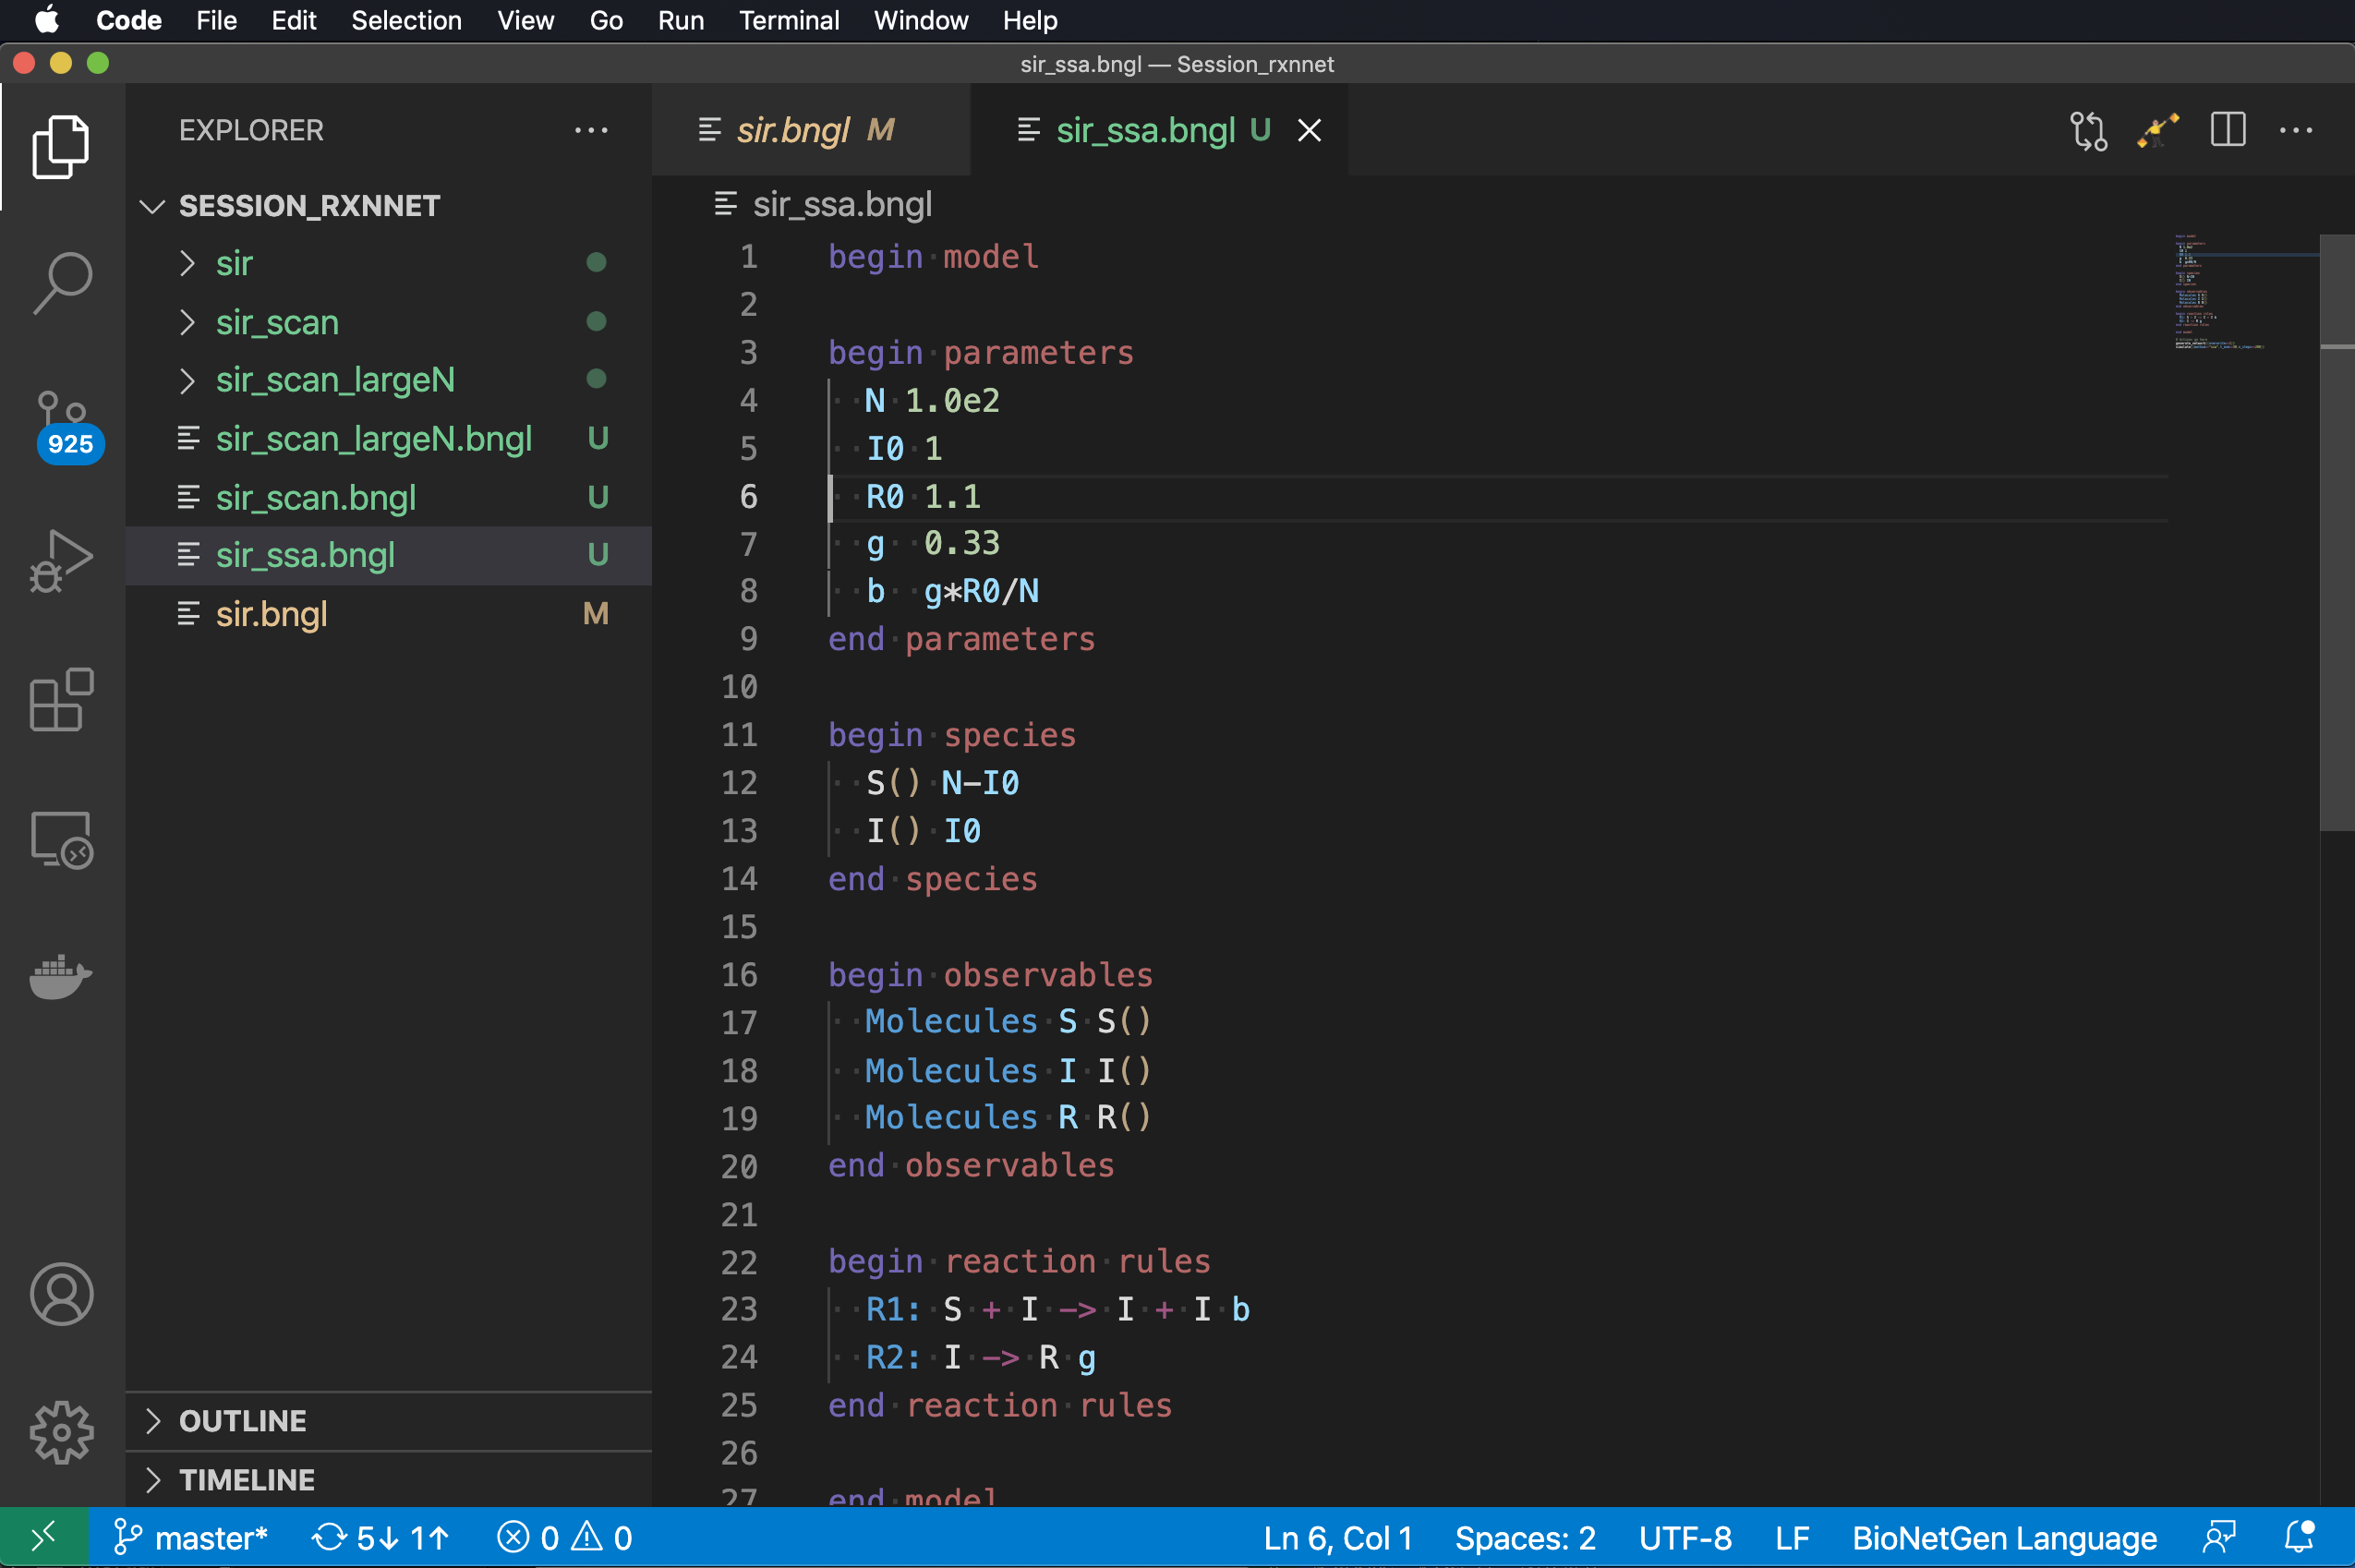 Code File Edit Selection View Go Run Terminal Window Help
sir_ssa.bngl — Session_rxnnet
EXPLORER
SESSION_RXNNET
sir
sir_scan
sir_scan_largeN
sir_scan_largeN.bngl U
sir_scan.bngl U
sir_ssa.bngl U
sir.bngl M
OUTLINE
TIMELINE
925
sir.bngl M
sir_ssa.bngl U
sir_ssa.bngl
1 begin model
2
3 begin parameters
4 N 1.0e2
5 I0 1
6 R0 1.1
7 g 0.33
8 b g*R0/N
9 end parameters
10
11 begin species
12 S() N-I0
13 I() I0
14 end species
15
16 begin observables
17 Molecules S S()
18 Molecules I I()
19 Molecules R R()
20 end observables
21
22 begin reaction rules
23 R1: S + I -> I + I b
24 R2: I -> R g
25 end reaction rules
26
27 end model
master* 5↓ 1↑ 0 0 Ln 6, Col 1 Spaces: 2 UTF-8 LF BioNetGen Language